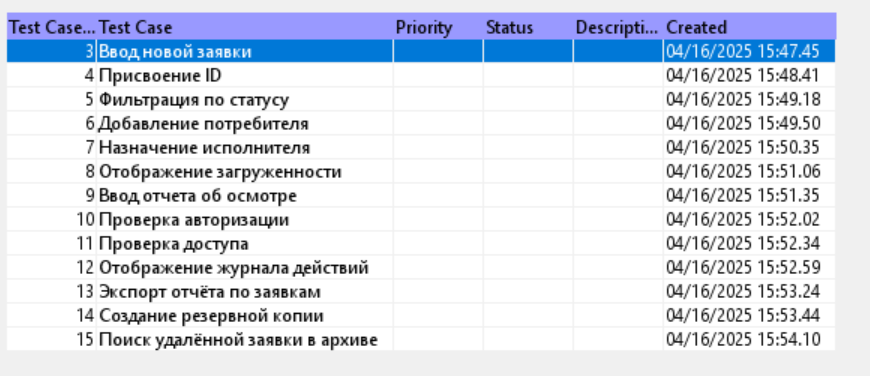 Test Case... Test Case Priority Status Descripti... Created
3 Ввод новой заявки 04/16/2025 15:47.45
4 Присвоение ID 04/16/2025 15:48.41
5 Фильтрация по статусу 04/16/2025 15:49.18
6 Добавление потребителя 04/16/2025 15:49.50
7 Назначение исполнителя 04/16/2025 15:50.35
8 Отображение загруженности 04/16/2025 15:51.06
9 Ввод отчета об осмотре 04/16/2025 15:51.35
10 Проверка авторизации 04/16/2025 15:52.02
11 Проверка доступа 04/16/2025 15:52.34
12 Отображение журнала действий 04/16/2025 15:52.59
13 Экспорт отчёта по заявкам 04/16/2025 15:53.24
14 Создание резервной копии 04/16/2025 15:53.44
15 Поиск удалённой заявки в архиве 04/16/2025 15:54.10